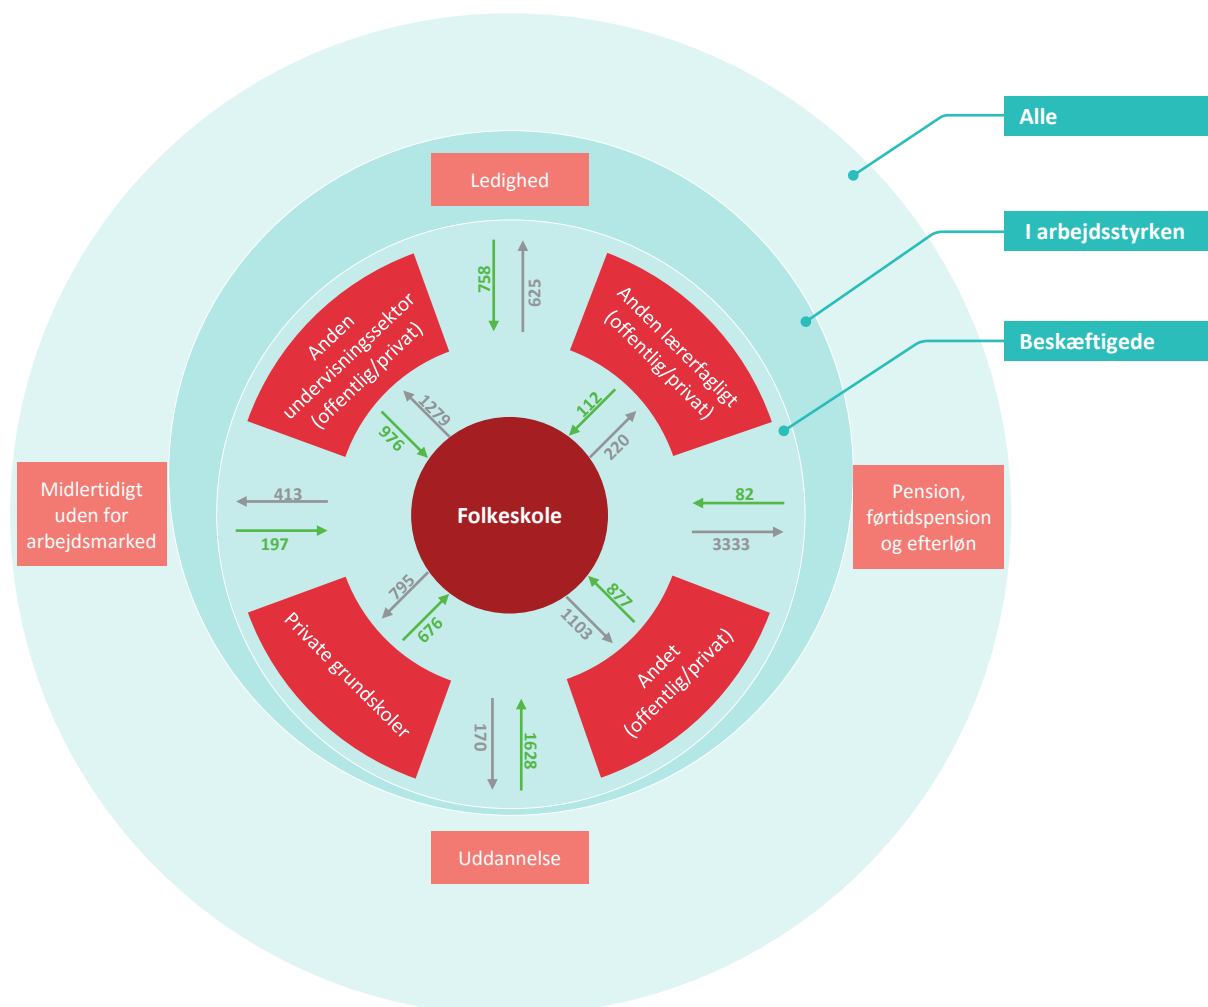 Alle
Ledighed
I arbejdsstyrken
758
625
Anden
undervisningssektor
(offentlig/privat)
Anden lærerfagligt
(offentlig/privat)
Beskæftigede
1279
976
112
220
Midlertidigt
uden for
arbejdsmarked
413
197
Folkeskole
82
3333
Pension,
førtidspension
og efterløn
795
676
877
1103
Private grundskoler
Andet
(offentlig/privat)
170
1628
Uddannelse